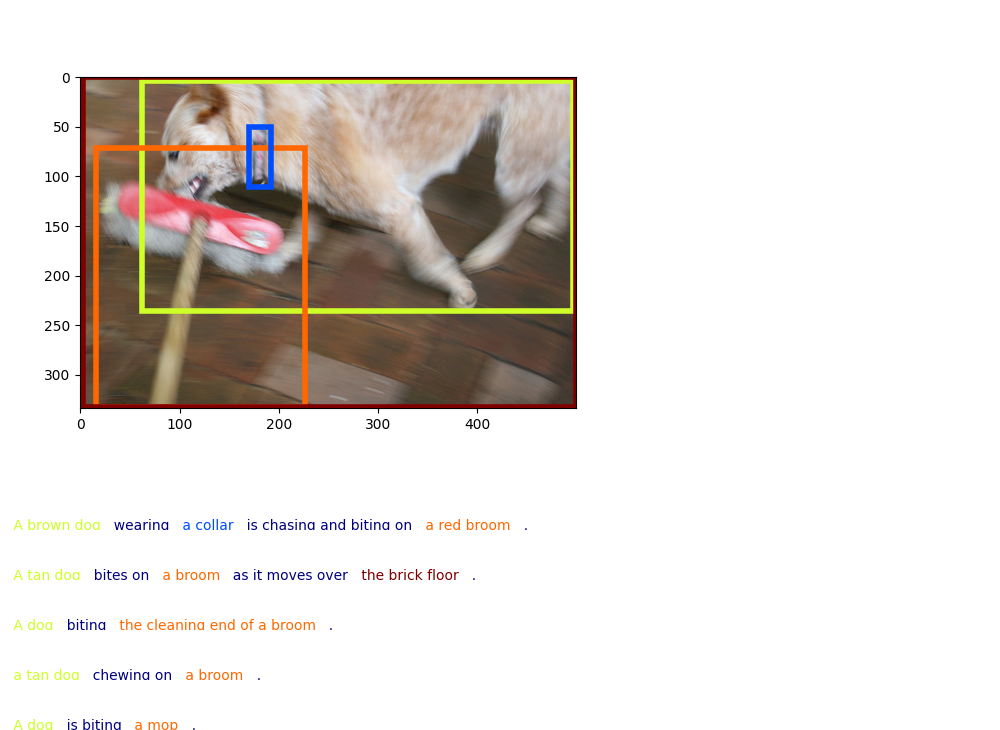 0
50
100
150
200
250
300
0 100 200 300 400
A brown dog wearing a collar is chasing and biting on a red broom .
A tan dog bites on a broom as it moves over the brick floor .
A dog biting the cleaning end of a broom .
a tan dog chewing on a broom .
A dog is biting a mop .